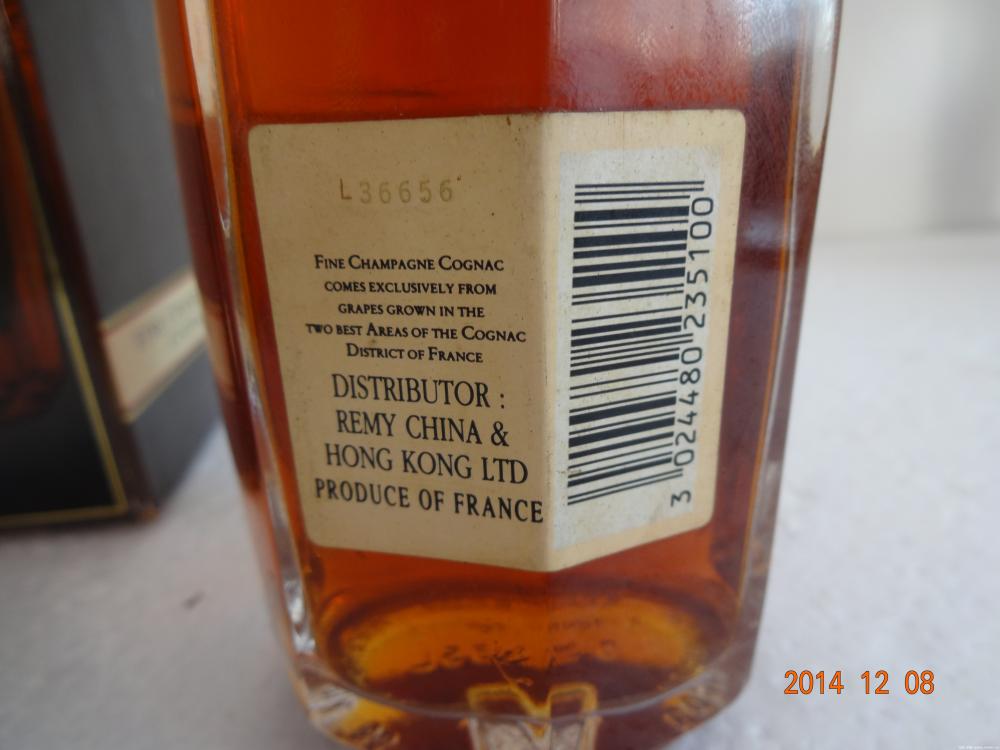 L36656
FINE CHAMPAGNE COGNAC
COMES EXCLUSIVELY FROM
GRAPES GROWN IN THE
TWO BEST AREAS OF THE COGNAC
DISTRICT OF FRANCE
DISTRIBUTOR :
REMY CHINA &
HONG KONG LTD
PRODUCE OF FRANCE
3 024480 235100
2014 12 08